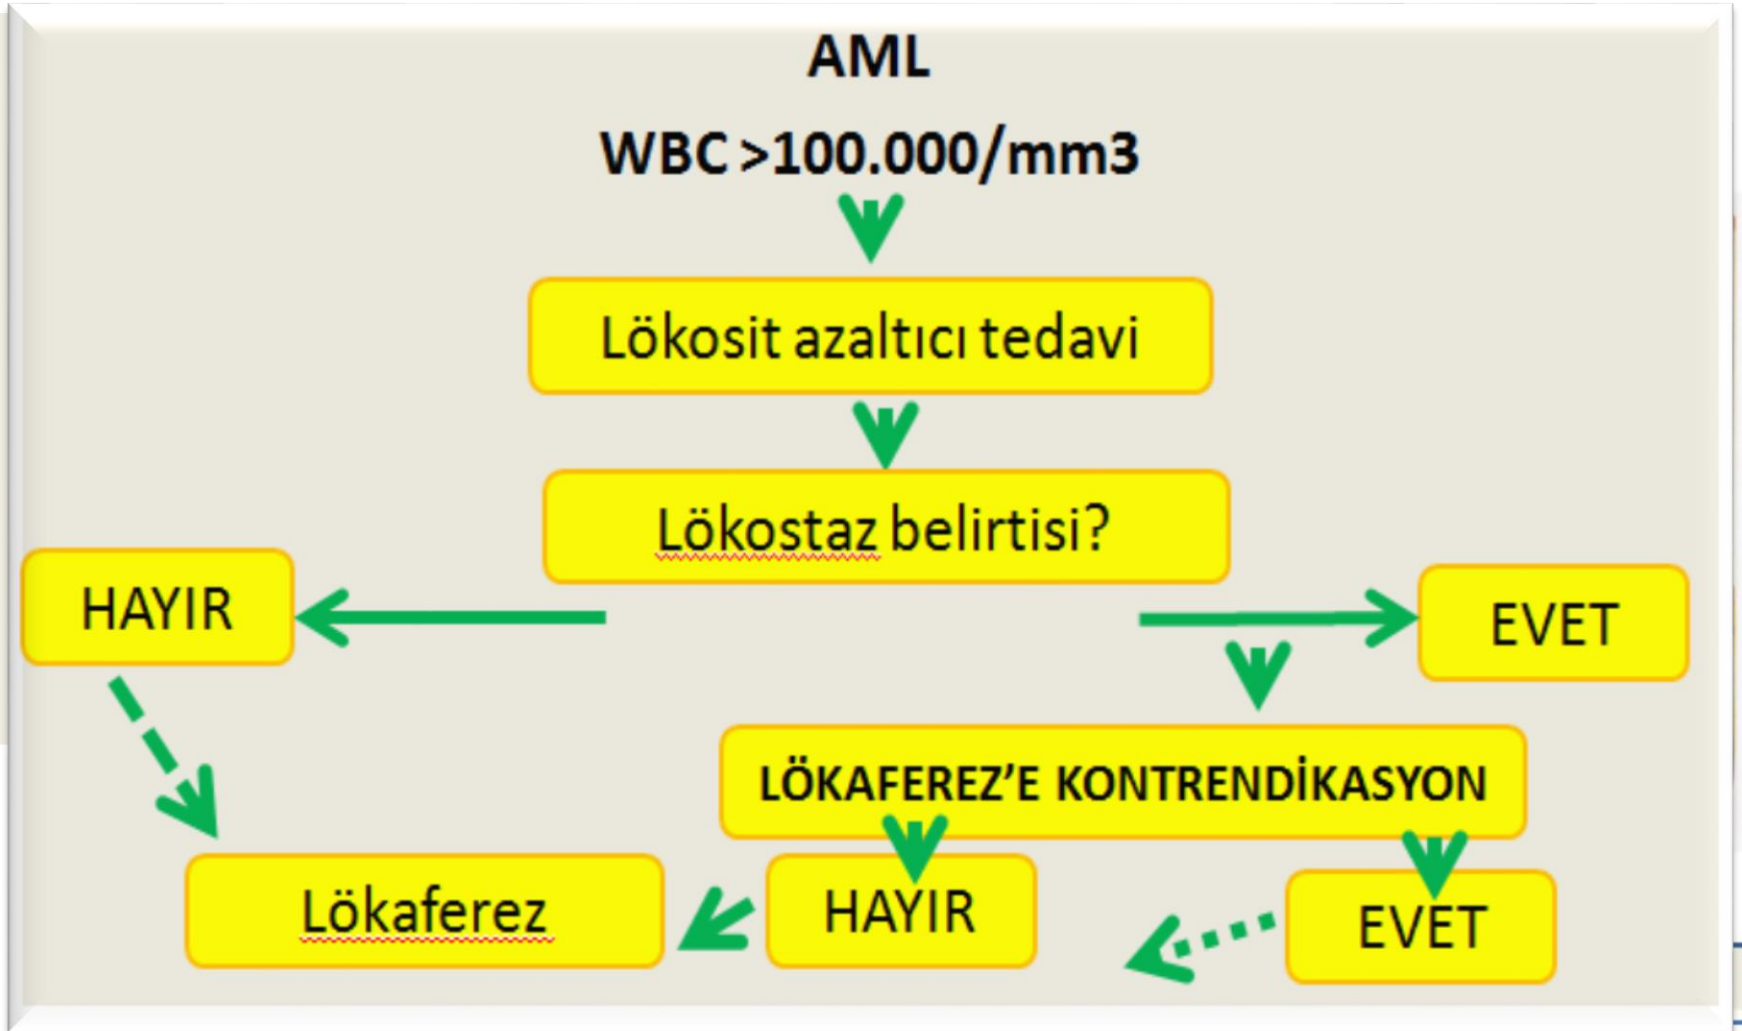 AML
WBC >100.000/mm3
Lökosit azaltıcı tedavi
Lökostaz belirtisi?
HAYIR
EVET
LÖKAFEREZ’E KONTRENDİKASYON
Lökaferez
HAYIR
EVET